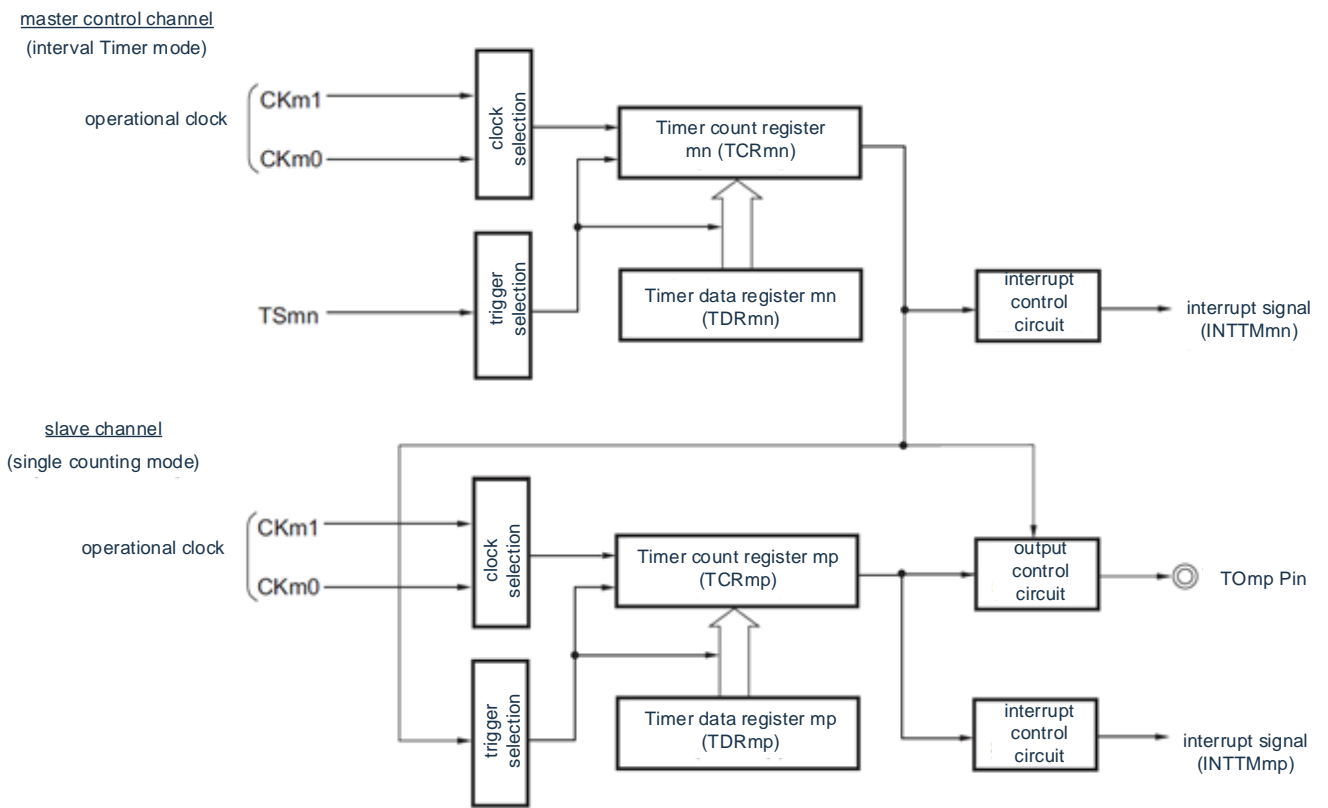 master control channel
(interval Timer mode)
operational clock
CKm1
CKm0
clock
selection
Timer count register
mn (TCRmn)
TSmn
trigger
selection
Timer data register mn
(TDRmn)
interrupt
control
circuit
interrupt signal
(INTTMmn)
slave channel
(single counting mode)
operational clock
CKm1
CKm0
clock
selection
Timer count register mp
(TCRmp)
output
control
circuit
TOmp Pin
trigger
selection
Timer data register mp
(TDRmp)
interrupt
control
circuit
interrupt signal
(INTTMmp)